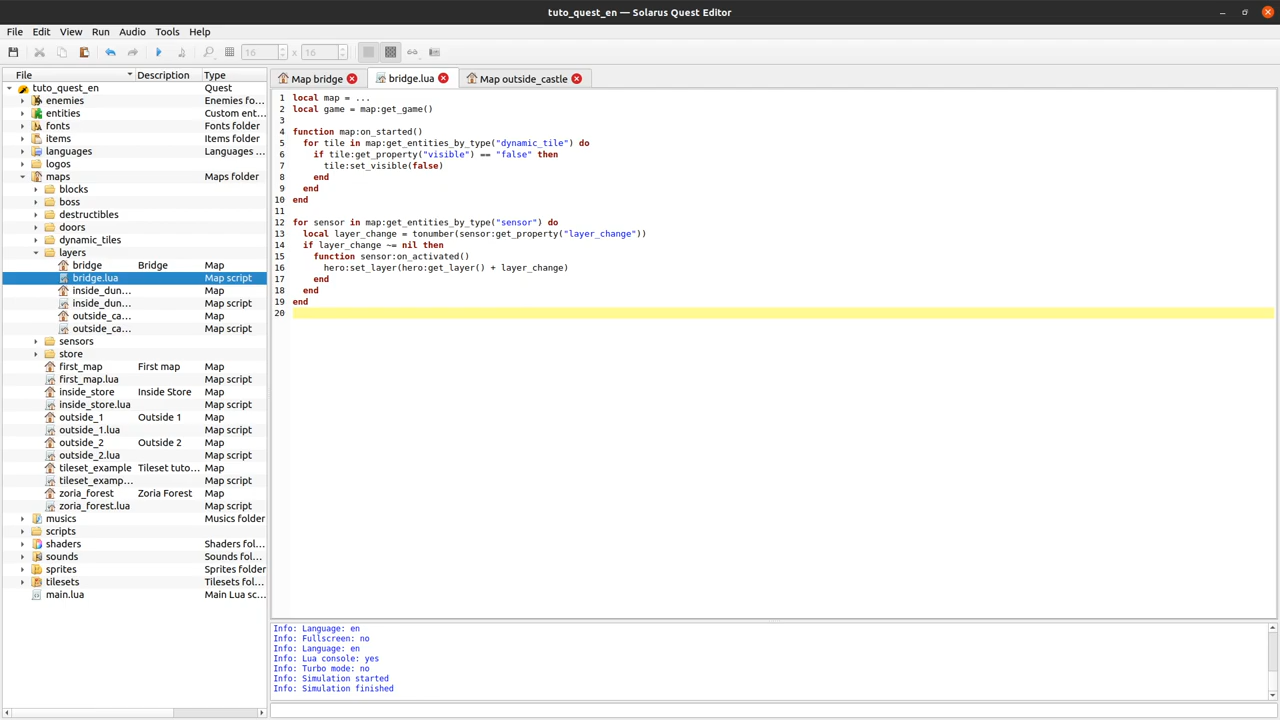 tuto_quest_en — Solarus Quest Editor
File Edit View Run Audio Tools Help
16 x 16
File Description Type
tuto_quest_en Quest
enemies Enemies fo...
entities Custom ent...
fonts Fonts folder
items Items folder
languages Languages ...
logos
maps Maps folder
blocks
boss
destructibles
doors
dynamic_tiles
layers
bridge Bridge Map
bridge.lua Map script
inside_dun... Map
inside_dun... Map script
outside_ca... Map
outside_ca... Map script
sensors
store
first_map First map Map
first_map.lua Map script
inside_store Inside Store Map
inside_store.lua Map script
outside_1 Outside 1 Map
outside_1.lua Map script
outside_2 Outside 2 Map
outside_2.lua Map script
tileset_example Tileset tuto... Map
tileset_examp... Map script
zoria_forest Zoria Forest Map
zoria_forest.lua Map script
musics Musics folder
scripts
shaders Shaders fol...
sounds Sounds fol...
sprites Sprites folder
tilesets Tilesets fol...
main.lua Main Lua sc...
Map bridge bridge.lua Map outside_castle
1 local map = ...
2 local game = map:get_game()
3
4 function map:on_started()
5 for tile in map:get_entities_by_type("dynamic_tile") do
6 if tile:get_property("visible") == "false" then
7 tile:set_visible(false)
8 end
9 end
10 end
11
12 for sensor in map:get_entities_by_type("sensor") do
13 local layer_change = tonumber(sensor:get_property("layer_change"))
14 if layer_change ~= nil then
15 function sensor:on_activated()
16 hero:set_layer(hero:get_layer() + layer_change)
17 end
18 end
19 end
20
Info: Language: en
Info: Fullscreen: no
Info: Language: en
Info: Lua console: yes
Info: Turbo mode: no
Info: Simulation started
Info: Simulation finished